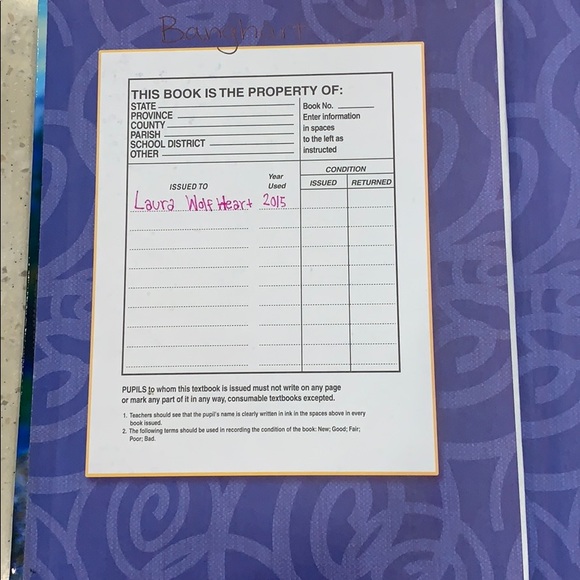 Banghart
THIS BOOK IS THE PROPERTY OF:
STATE
PROVINCE
COUNTY
PARISH
SCHOOL DISTRICT
OTHER
Book No.
Enter information
in spaces
to the left as
instructed
ISSUED TO
Year
Used
CONDITION
ISSUED
RETURNED
Laura Wolf Heart 2015
PUPILS to whom this textbook is issued must not write on any page
or mark any part of it in any way, consumable textbooks excepted.
1. Teachers should see that the pupil's name is clearly written in ink in the spaces above in every
book issued.
2. The following terms should be used in recording the condition of the book: New; Good; Fair;
Poor; Bad.